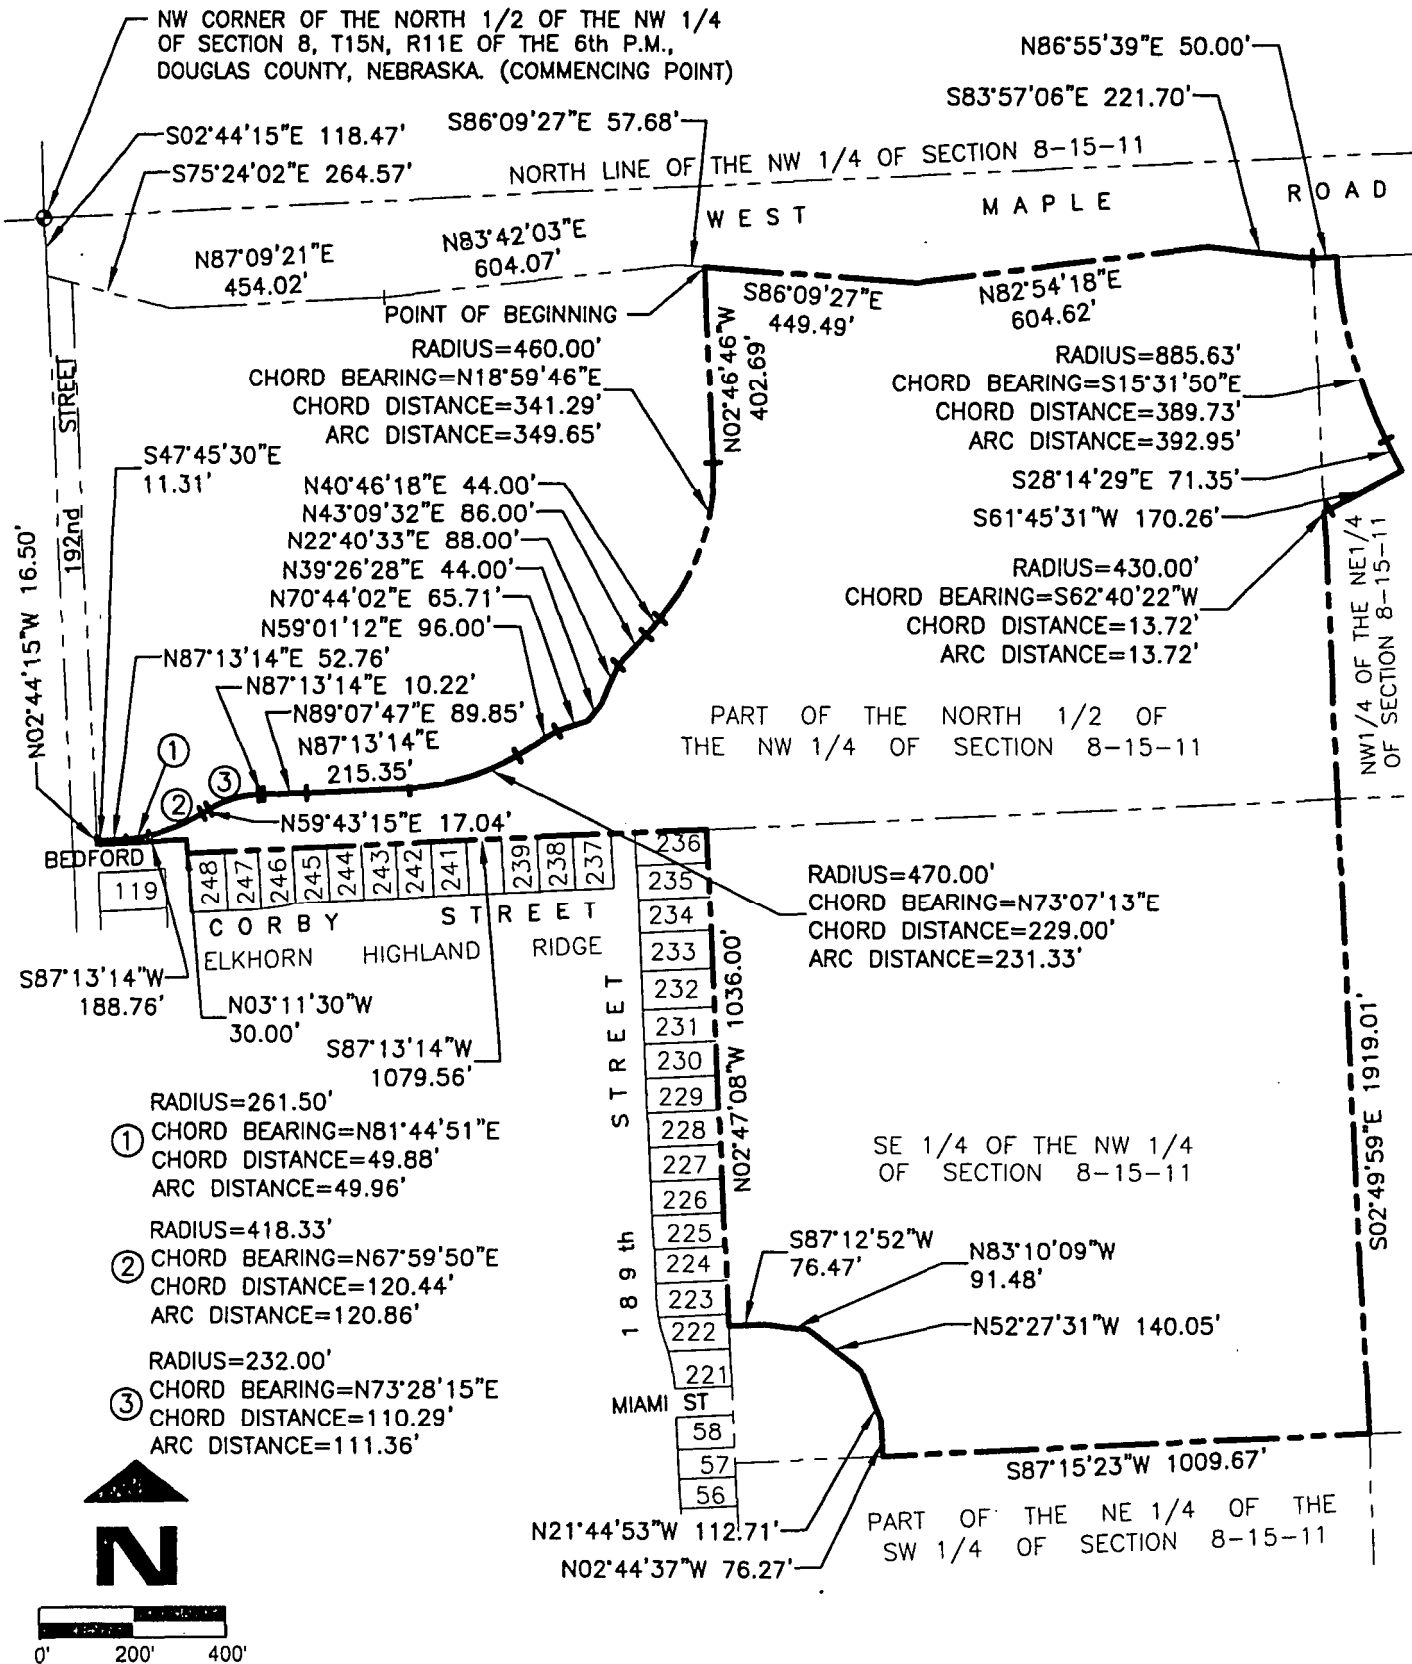 NW CORNER OF THE NORTH 1/2 OF THE NW 1/4
OF SECTION 8, T15N, R11E OF THE 6th P.M.,
DOUGLAS COUNTY, NEBRASKA. (COMMENCING POINT)
N86°55'39"E 50.00'
S83°57'06"E 221.70'
S02°44'15"E 118.47'
S86°09'27"E 57.68'
S75°24'02"E 264.57'
NORTH LINE OF THE NW 1/4 OF SECTION 8-15-11
WEST MAPLE ROAD
N87°09'21"E
454.02'
N83°42'03"E
604.07'
S86°09'27"E
449.49'
N82°54'18"E
604.62'
POINT OF BEGINNING
N02°46'46"W
402.69'
RADIUS=460.00'
CHORD BEARING=N18°59'46"E
CHORD DISTANCE=341.29'
ARC DISTANCE=349.65'
RADIUS=885.63'
CHORD BEARING=S15°31'50"E
CHORD DISTANCE=389.73'
ARC DISTANCE=392.95'
192nd STREET
S47°45'30"E
11.31'
N40°46'18"E 44.00'
N43°09'32"E 86.00'
N22°40'33"E 88.00'
N39°26'28"E 44.00'
N70°44'02"E 65.71'
N59°01'12"E 96.00'
N87°13'14"E 52.76'
N87°13'14"E 10.22'
N89°07'47"E 89.85'
N87°13'14"E
215.35'
S28°14'29"E 71.35'
S61°45'31"W 170.26'
RADIUS=430.00'
CHORD BEARING=S62°40'22"W
CHORD DISTANCE=13.72'
ARC DISTANCE=13.72'
NW1/4 OF THE NE1/4
OF SECTION 8-15-11
N02°44'15"W 16.50'
1
2
3
N59°43'15"E 17.04'
PART OF THE NORTH 1/2 OF
THE NW 1/4 OF SECTION 8-15-11
BEDFORD
119
248
247
246
245
244
243
242
241
239
238
237
236
235
234
233
232
231
230
229
228
227
226
225
224
223
222
221
CORBY STREET
ELKHORN HIGHLAND RIDGE
RADIUS=470.00'
CHORD BEARING=N73°07'13"E
CHORD DISTANCE=229.00'
ARC DISTANCE=231.33'
S87°13'14"W
188.76'
N03°11'30"W
30.00'
S87°13'14"W
1079.56'
189th STREET
N02°47'08"W 1036.00'
S02°49'59"E 1919.01'
1
RADIUS=261.50'
CHORD BEARING=N81°44'51"E
CHORD DISTANCE=49.88'
ARC DISTANCE=49.96'
2
RADIUS=418.33'
CHORD BEARING=N67°59'50"E
CHORD DISTANCE=120.44'
ARC DISTANCE=120.86'
3
RADIUS=232.00'
CHORD BEARING=N73°28'15"E
CHORD DISTANCE=110.29'
ARC DISTANCE=111.36'
SE 1/4 OF THE NW 1/4
OF SECTION 8-15-11
S87°12'52"W
76.47'
N83°10'09"W
91.48'
N52°27'31"W 140.05'
MIAMI ST
58
57
56
S87°15'23"W 1009.67'
N21°44'53"W 112.71'
N02°44'37"W 76.27'
PART OF THE NE 1/4 OF THE
SW 1/4 OF SECTION 8-15-11
N
0' 200' 400'